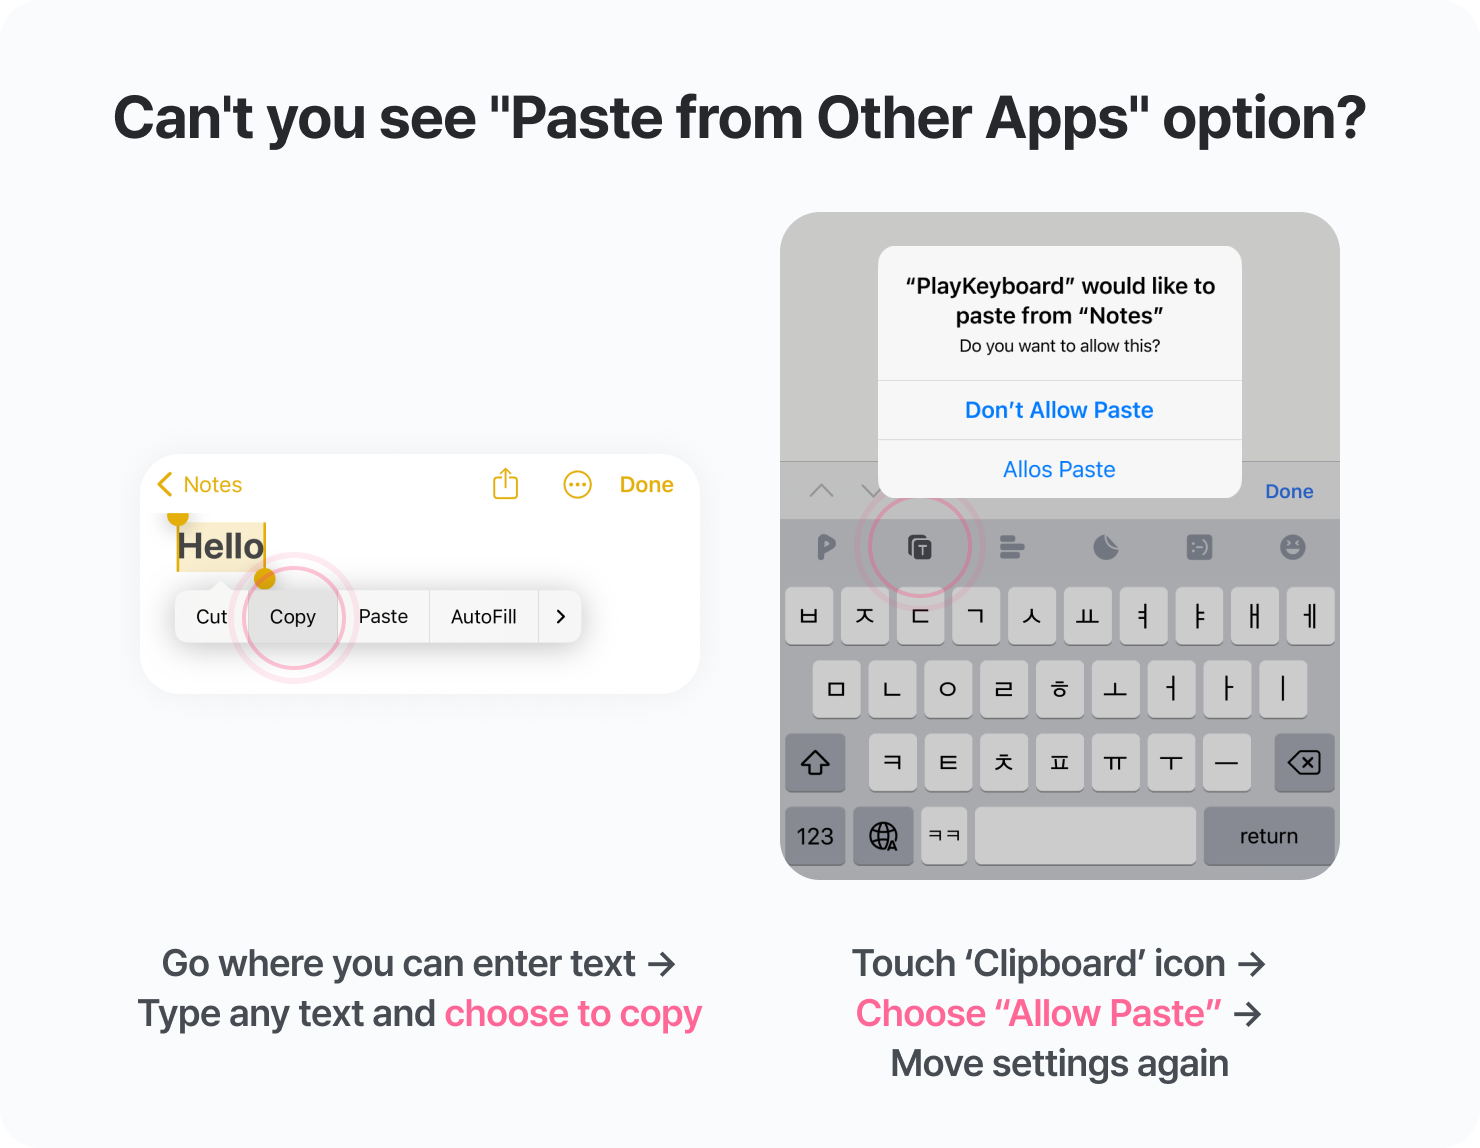 Can't you see "Paste from Other Apps" option?
Notes
Done
Hello
Cut Copy Paste AutoFill
Go where you can enter text →
Type any text and choose to copy
“PlayKeyboard” would like to
paste from “Notes”
Do you want to allow this?
Don’t Allow Paste
Allos Paste
Done
P T :-)
ㅂ ㅈ ㄷ ㄱ ㅅ ㅛ ㅕ ㅑ ㅐ ㅔ
ㅁ ㄴ ㅇ ㄹ ㅎ ㅗ ㅓ ㅏ ㅣ
ㅋ ㅌ ㅊ ㅍ ㅠ ㅜ ㅡ
123 A ㅋㅋ return
Touch ‘Clipboard’ icon →
Choose “Allow Paste” →
Move settings again